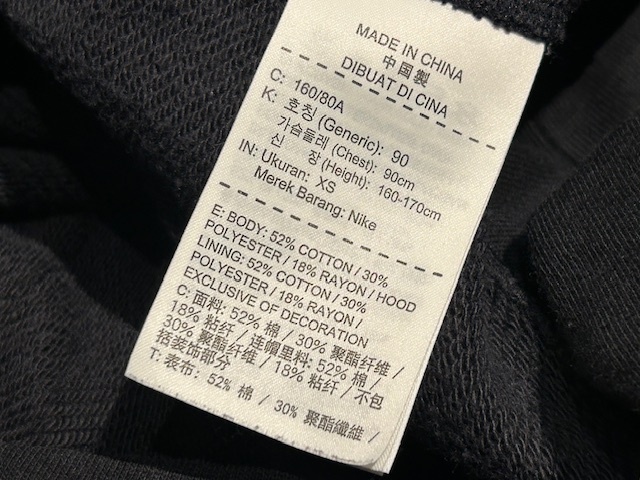 MADE IN CHINA
中国製
DIBUAT DI CINA
C: 160/80A
K: 호칭 (Generic): 90
가슴둘레 (Chest): 90cm
신 장 (Height): 160-170cm
IN: Ukuran: XS
Merek Barang: Nike
E: BODY: 52% COTTON / 30%
POLYESTER / 18% RAYON / HOOD
LINING: 52% COTTON / 30%
POLYESTER / 18% RAYON /
EXCLUSIVE OF DECORATION
C: 面料: 52% 棉 / 30% 聚酯纤维 /
18% 粘纤 / 连帽里料: 52% 棉 /
30% 聚酯纤维 / 18% 粘纤 / 不包
括装饰部分
T: 表布: 52% 棉 / 30% 聚酯纖維 /